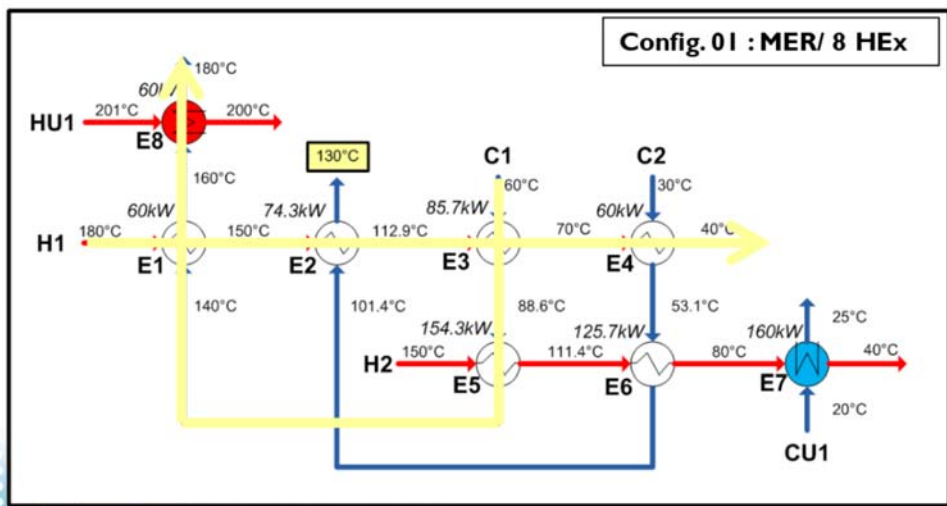 Config. 01 : MER/ 8 HEx
180°C
60kW
201°C
200°C
HU1
E8
130°C
C1
C2
160°C
60°C
30°C
60kW
74.3kW
85.7kW
60kW
H1
180°C
150°C
112.9°C
70°C
40°C
E1
E2
E3
E4
140°C
101.4°C
88.6°C
53.1°C
25°C
154.3kW
125.7kW
160kW
H2
150°C
111.4°C
80°C
40°C
E5
E6
E7
20°C
CU1